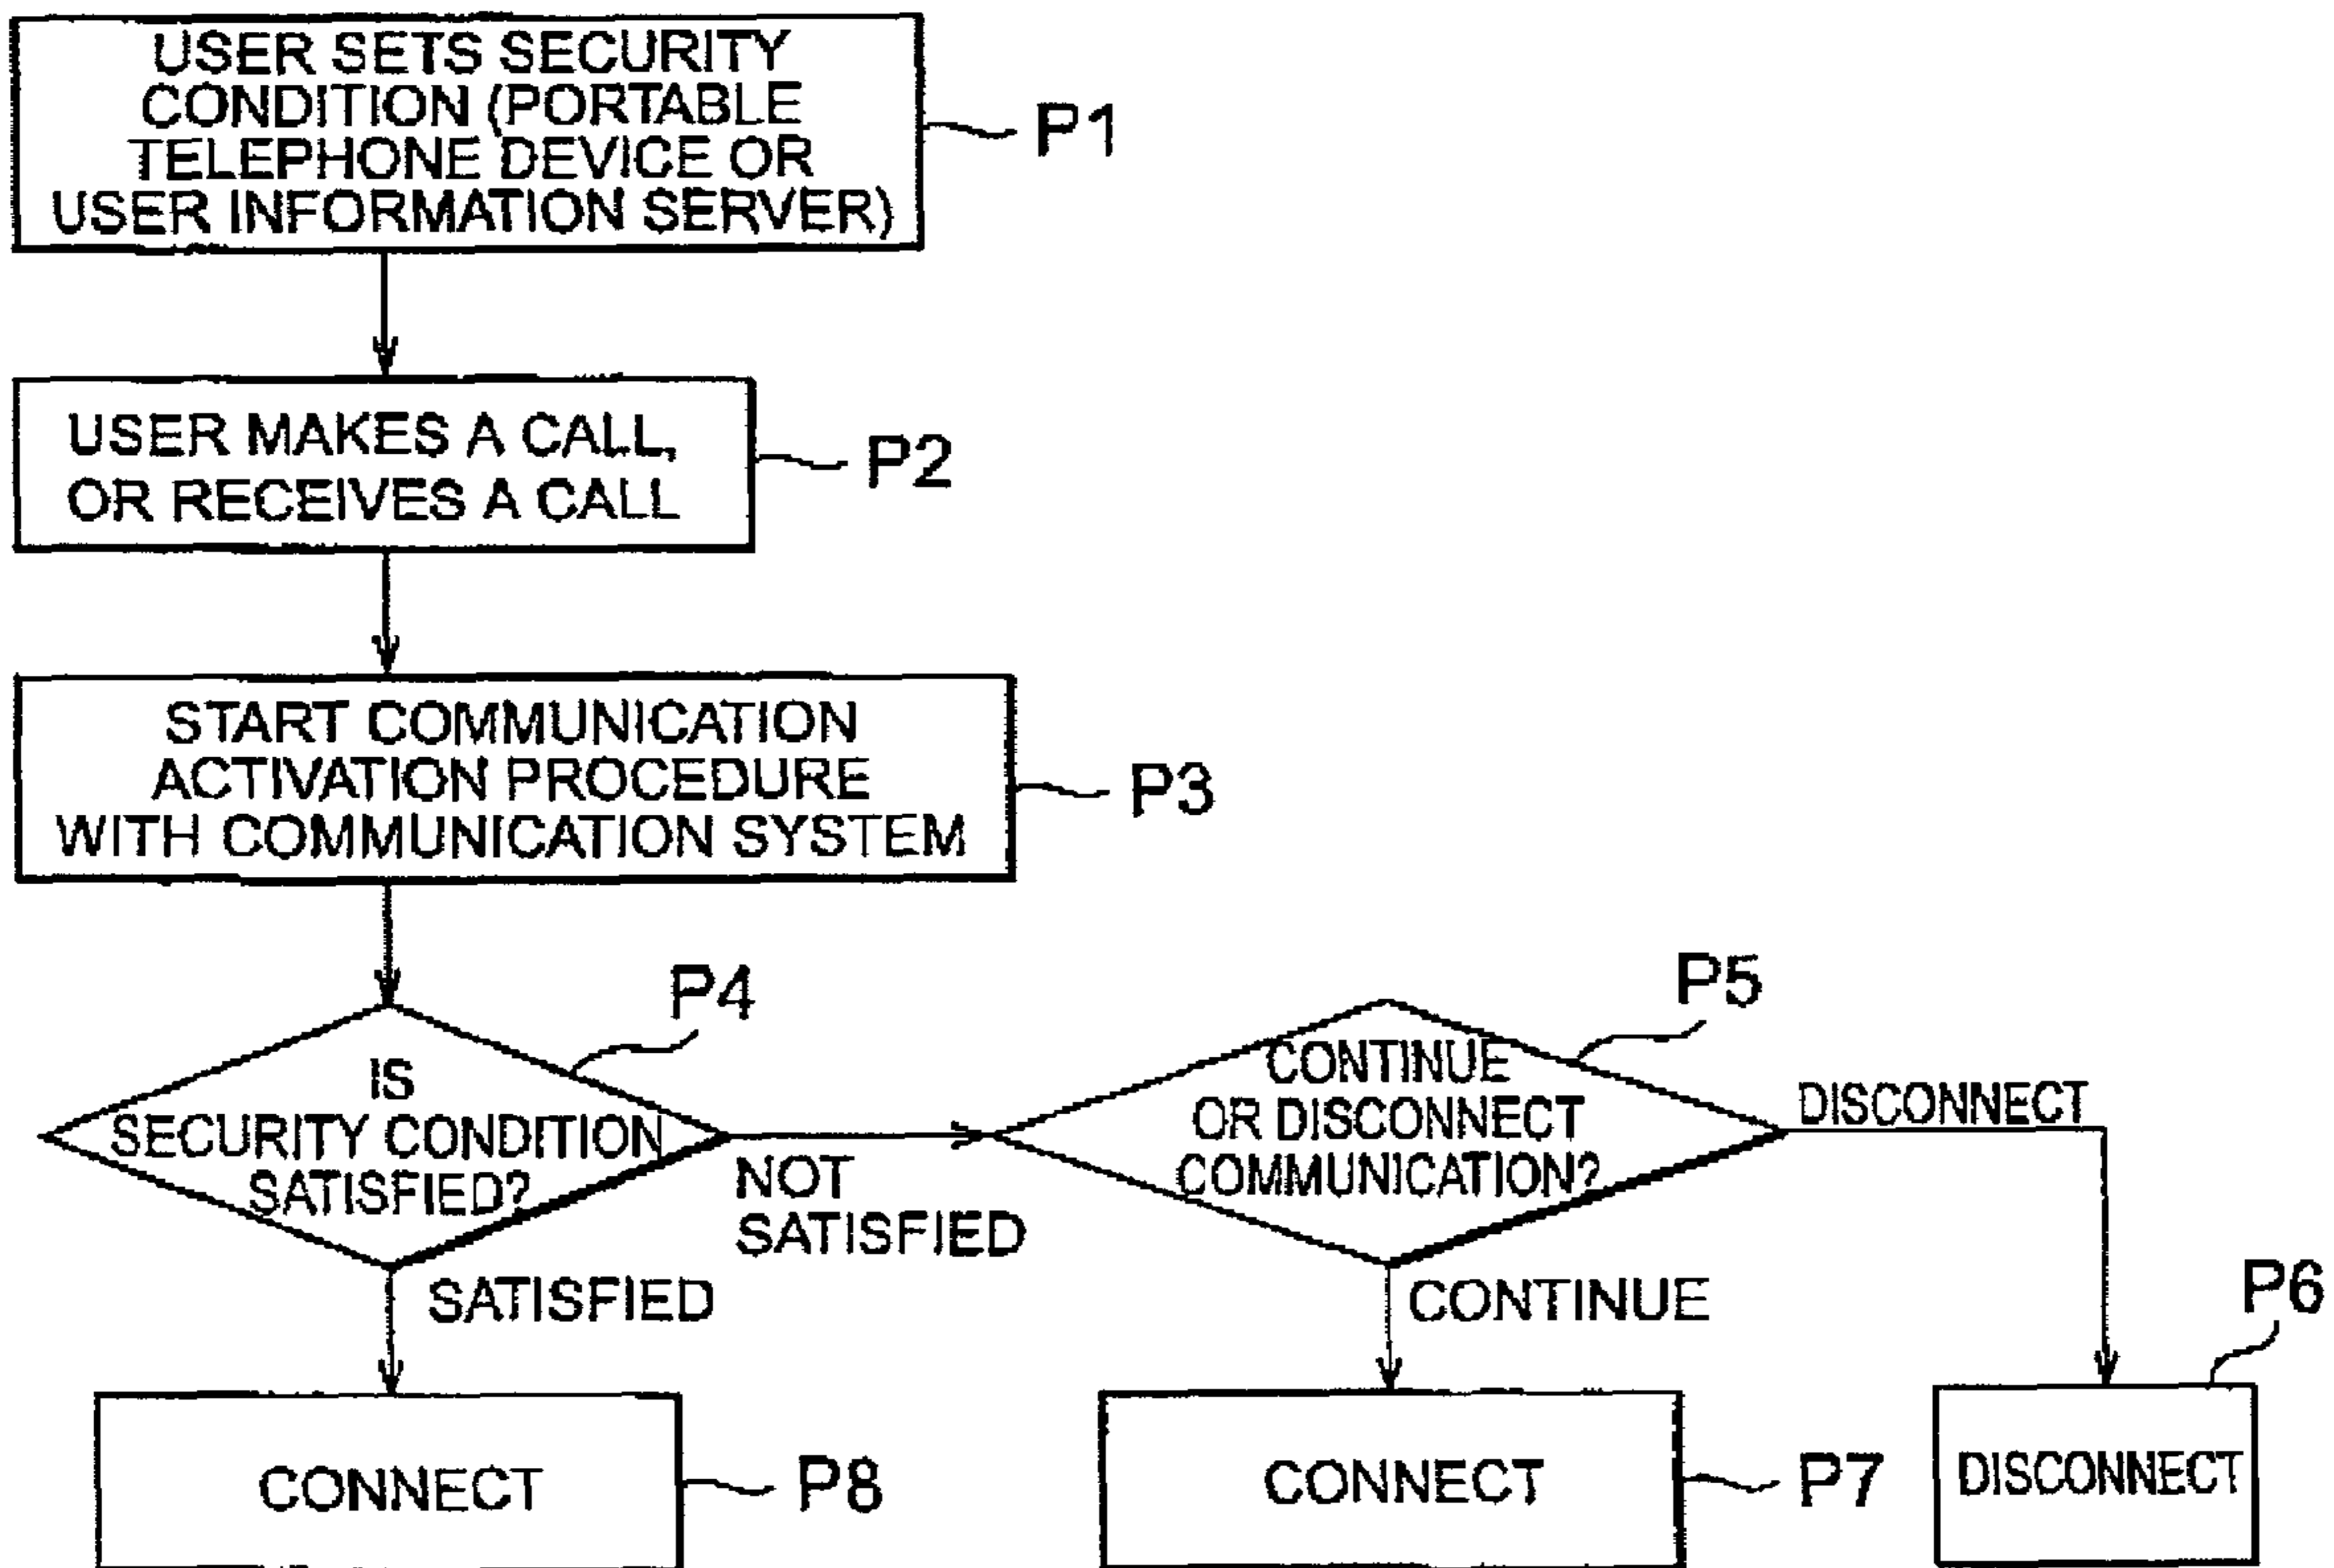 USER SETS SECURITY
CONDITION (PORTABLE
TELEPHONE DEVICE OR
USER INFORMATION SERVER)
P1
USER MAKES A CALL,
OR RECEIVES A CALL
P2
START COMMUNICATION
ACTIVATION PROCEDURE
WITH COMMUNICATION SYSTEM
P3
P4
IS
SECURITY CONDITION
SATISFIED?
NOT
SATISFIED
SATISFIED
P5
CONTINUE
OR DISCONNECT
COMMUNICATION?
DISCONNECT
CONTINUE
P6
CONNECT
P8
CONNECT
P7
DISCONNECT